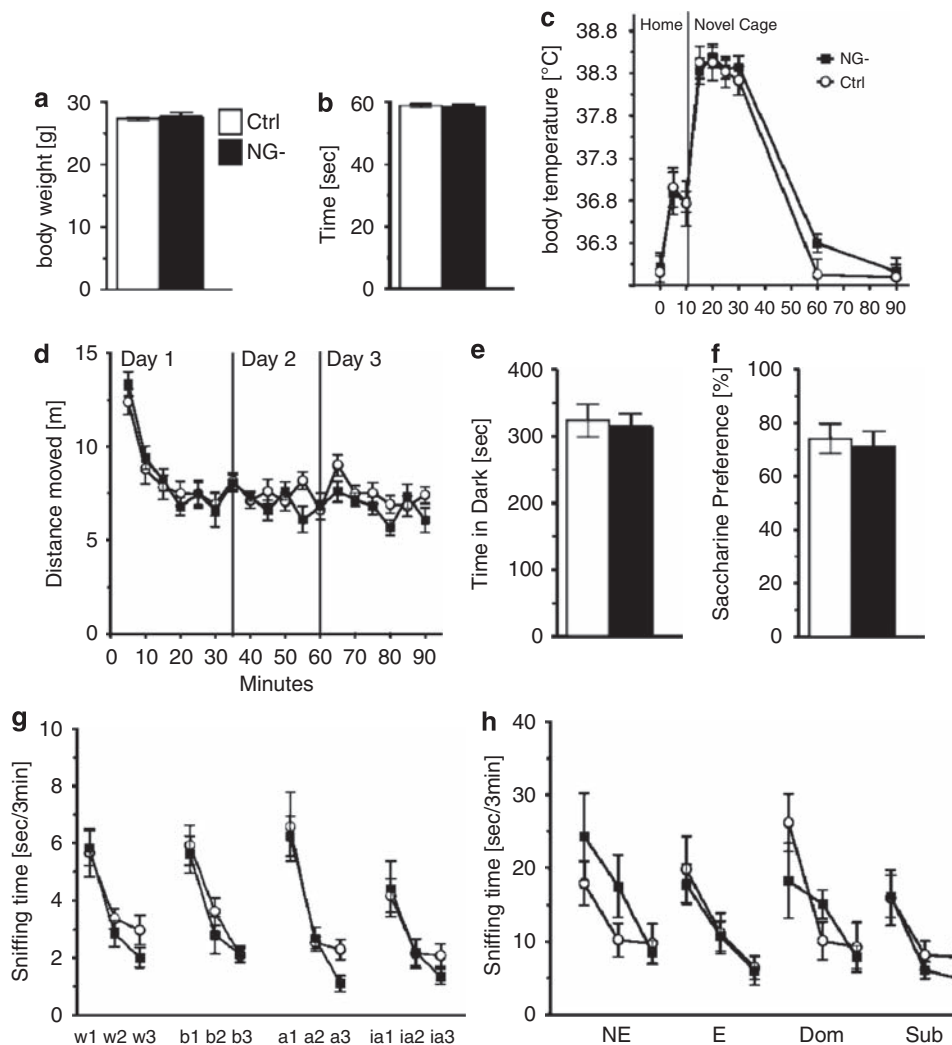 a
body weight [g]
30
20
10
0
Ctrl
NG-
b
Time [sec]
60
40
20
0
c
Home Novel Cage
body temperature [°C]
38.8
38.3
37.8
37.3
36.8
36.3
NG-
Ctrl
0 10 20 30 40 50 60 70 80 90
d
Day 1 Day 2 Day 3
Distance moved [m]
15
10
5
0
0 10 20 30 40 50 60 70 80 90
Minutes
e
Time in Dark [sec]
400
300
200
100
0
f
Saccharine Preference [%]
100
80
60
40
20
0
g
Sniffing time [sec/3min]
10
8
6
4
2
0
w1 w2 w3 b1 b2 b3 a1 a2 a3 ia1 ia2 ia3
h
Sniffing time [sec/3min]
40
30
20
10
0
NE E Dom Sub